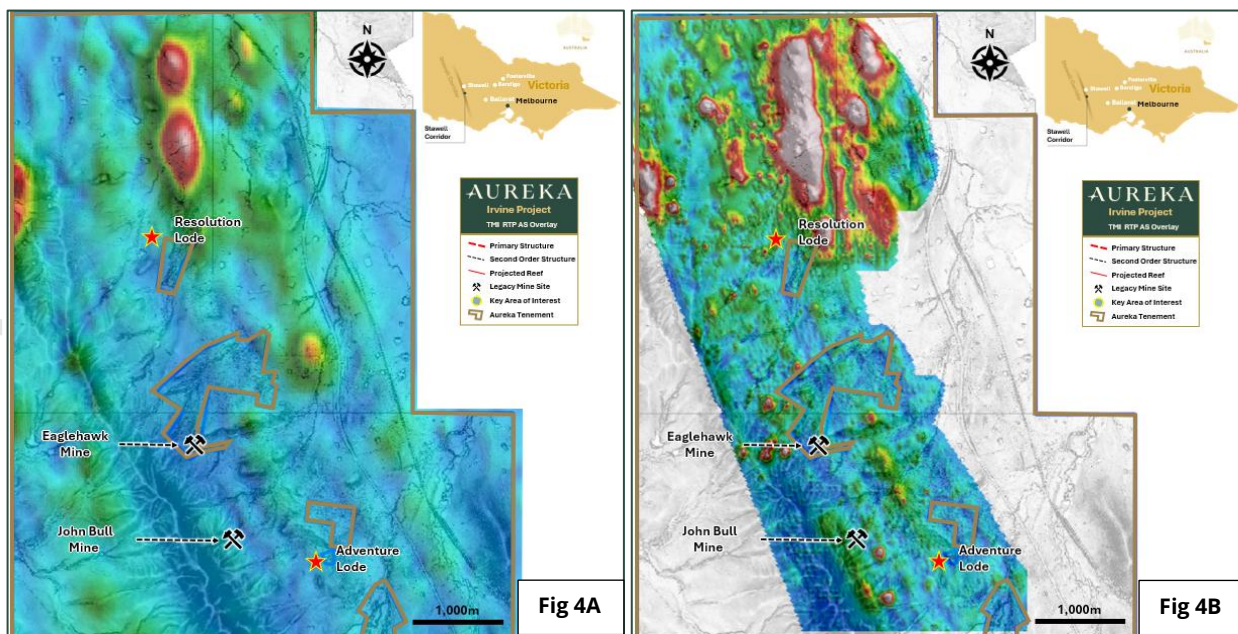 N
AUSTRALIA
Fosterville
Stawell
Bendigo
Victoria
Ballarat
Melbourne
Stawell
Corridor
AUREKA
Irvine Project
TMI RTP AS Overlay
Primary Structure
Second Order Structure
Projected Reef
Legacy Mine Site
Key Area of Interest
Aureka Tenement
Resolution
Lode
Eaglehawk
Mine
John Bull
Mine
Adventure
Lode
1,000m
Fig 4A
N
AUSTRALIA
Fosterville
Stawell
Bendigo
Victoria
Ballarat
Melbourne
Stawell
Corridor
AUREKA
Irvine Project
TMI RTP AS Overlay
Primary Structure
Second Order Structure
Projected Reef
Legacy Mine Site
Key Area of Interest
Aureka Tenement
Resolution
Lode
Eaglehawk
Mine
John Bull
Mine
Adventure
Lode
1,000m
Fig 4B